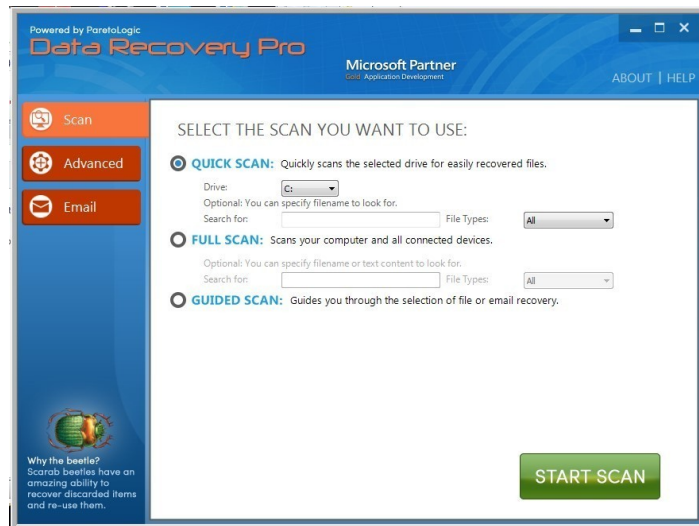 Powered by ParetoLogic
Data Recovery Pro
Microsoft Partner
Gold Application Development
ABOUT | HELP
Scan
Advanced
Email
SELECT THE SCAN YOU WANT TO USE:
QUICK SCAN: Quickly scans the selected drive for easily recovered files.
Drive: C:
Optional: You can specify filename to look for.
Search for: File Types: All
FULL SCAN: Scans your computer and all connected devices.
Optional: You can specify filename or text content to look for.
Search for: File Types: All
GUIDED SCAN: Guides you through the selection of file or email recovery.
Why the beetle?
Scarab beetles have an
amazing ability to
recover discarded items
and re-use them.
START SCAN